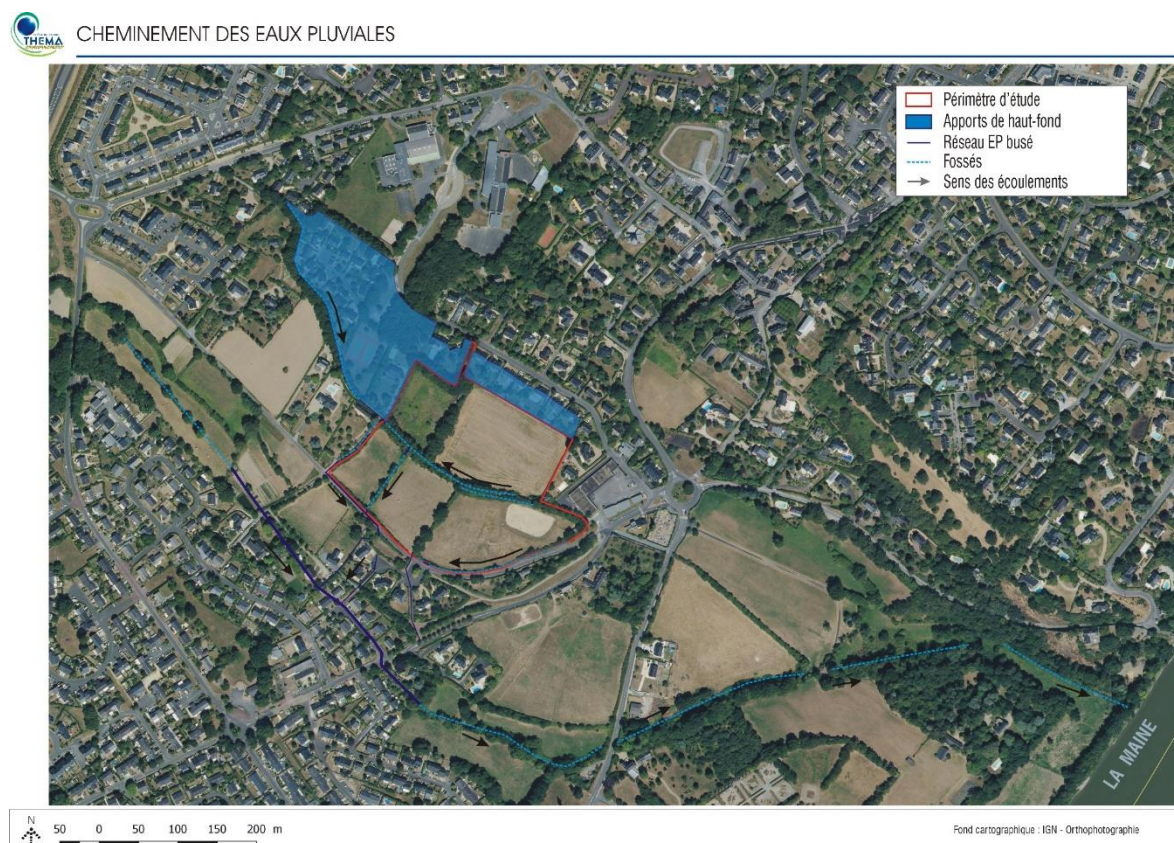 THEMA
CHEMINEMENT DES EAUX PLUVIALES
Périmètre d'étude
Apports de haut-fond
Réseau EP busé
Fossés
Sens des écoulements
LA MAINE
N
50 0 50 100 150 200 m
Fond cartographique : IGN - Orthophotographie